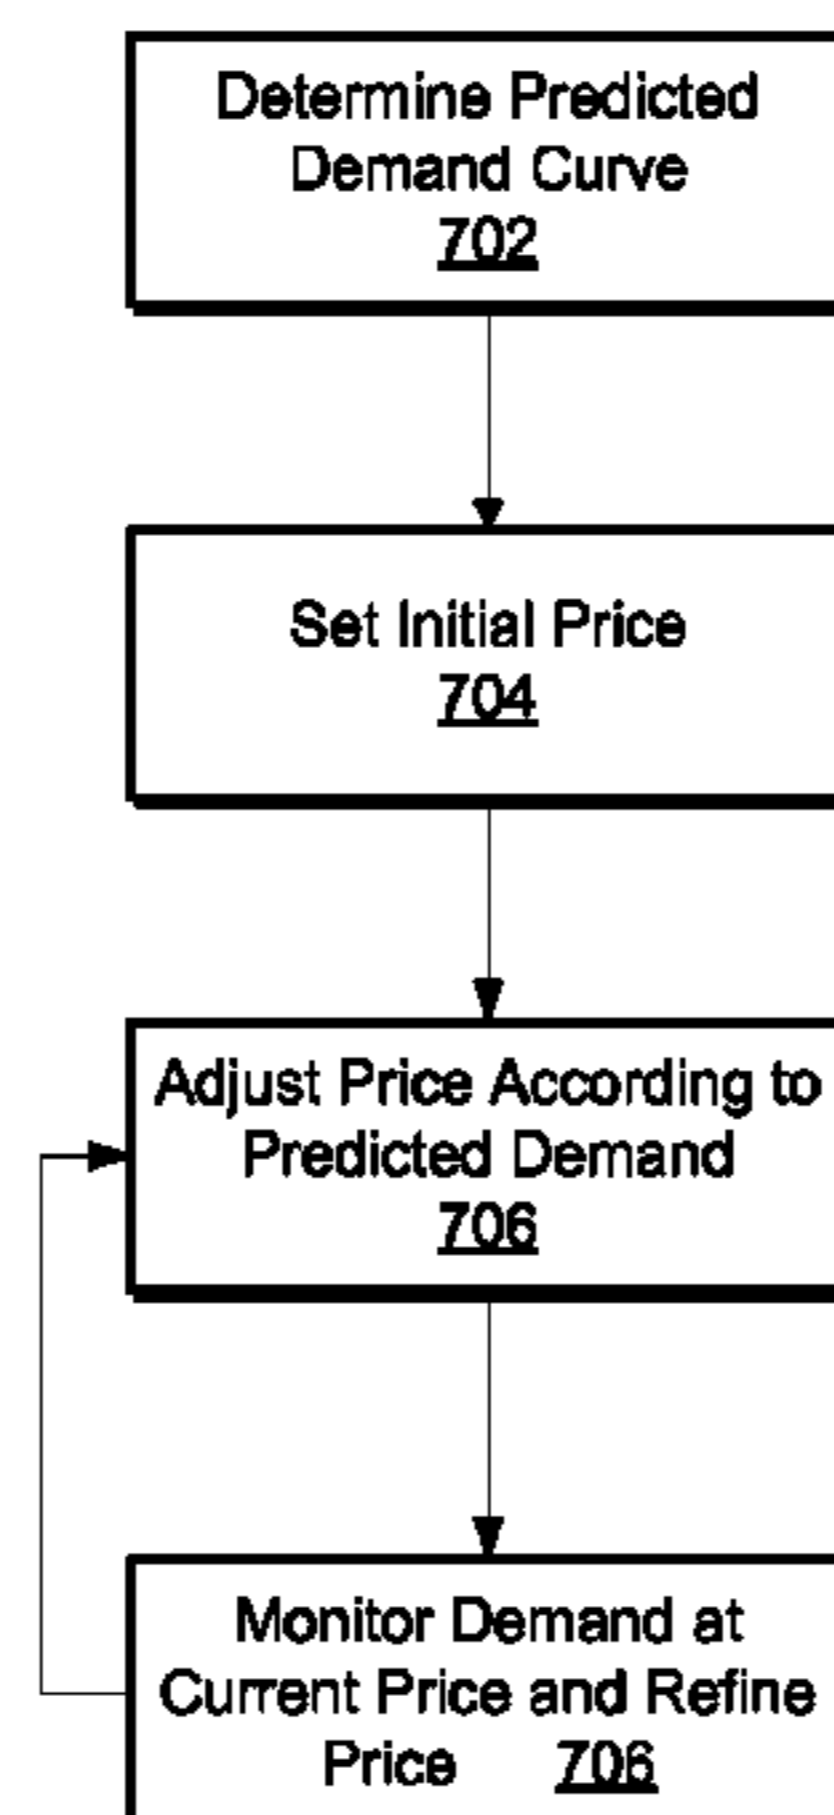 Determine Predicted
Demand Curve
702
Set Initial Price
704
Adjust Price According to
Predicted Demand
706
Monitor Demand at
Current Price and Refine
Price 706